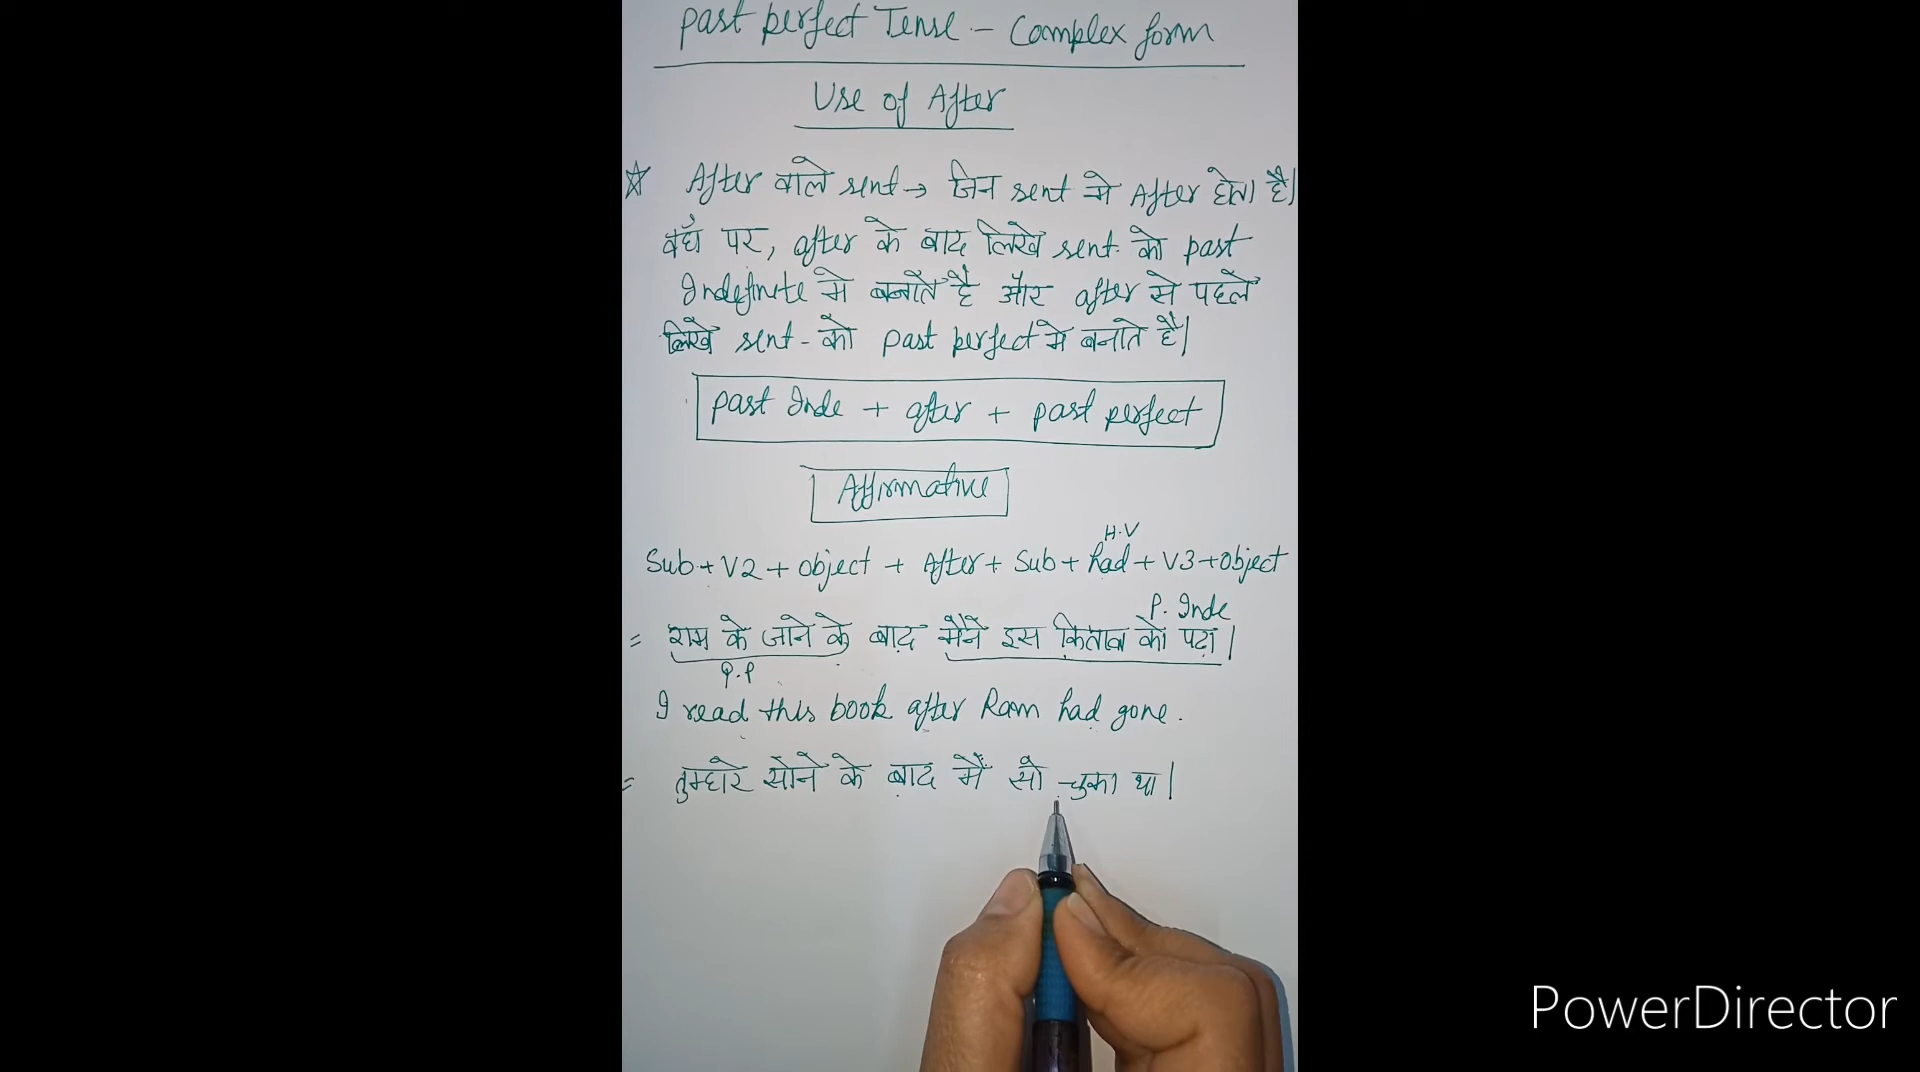 Past perfect Tense - Complex form
Use of After
☆ After वाले sent → जिन sent मे After होता है।
वहाँ पर, after के बाद लिखे sent. को past
Indefinite मे बनाते है और after से पहले
लिखे sent - को past perfect मे बनाते हैं।
past Inde + after + past perfect
Affirmative
H.V
Sub + V2 + object + After + Sub + had + V3 + object
P. Inde
= राम के जाने के बाद मैने इस किताब को पढा।
P.P
I read this book after Ram had gone.
= तुम्हारे सोने के बाद मैं सो चुका था।
PowerDirector